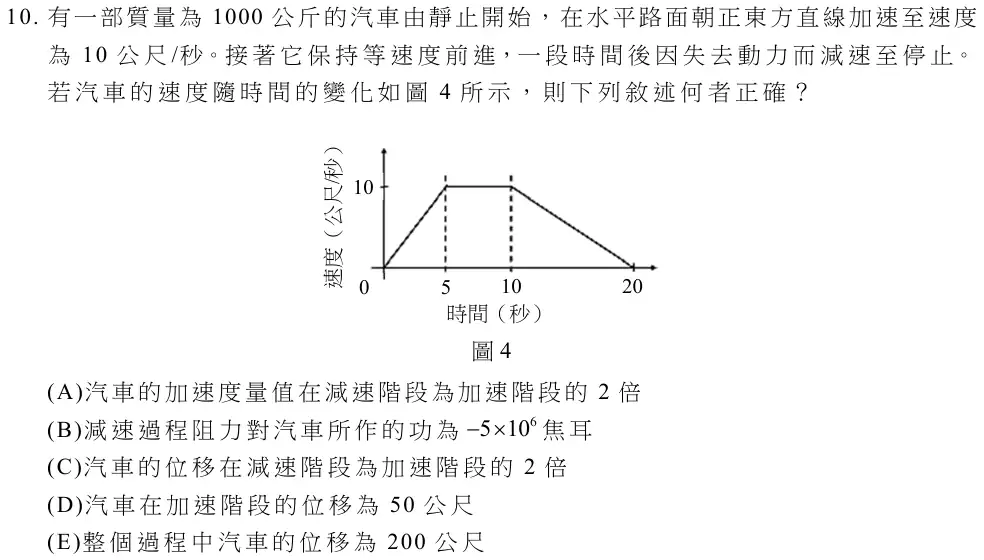 10. 有一部質量為 1000 公斤的汽車由靜止開始，在水平路面朝正東方直線加速至速度
為 10 公尺/秒。接著它保持等速度前進，一段時間後因失去動力而減速至停止。
若汽車的速度隨時間的變化如圖 4 所示，則下列敘述何者正確？
速度（公尺/秒）
10
0
5
10
20
時間（秒）
圖 4
(A)汽車的加速度量值在減速階段為加速階段的 2 倍
(B)減速過程阻力對汽車所作的功為 −5×10⁶ 焦耳
(C)汽車的位移在減速階段為加速階段的 2 倍
(D)汽車在加速階段的位移為 50 公尺
(E)整個過程中汽車的位移為 200 公尺